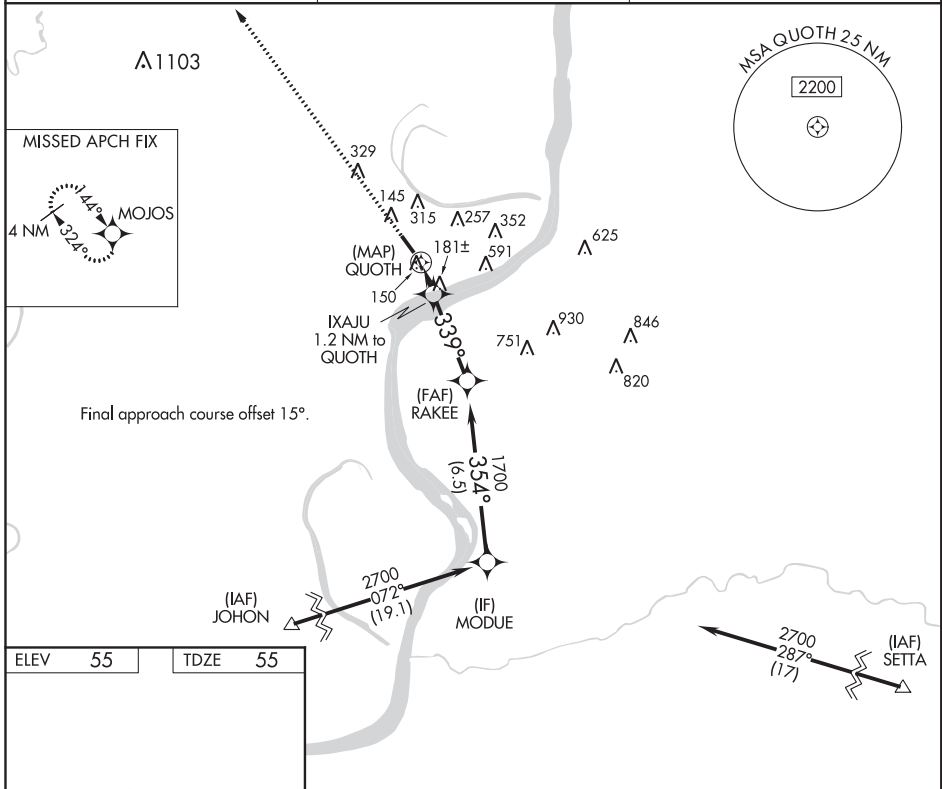 1103
MSA QUOTH 25 NM
2200
MISSED APCH FIX
144°
MOJOS
4 NM
324°
329
145
315
257
352
(MAP)
QUOTH
181±
591
625
150
IXAJU
1.2 NM to
QUOTH
339°
751
930
846
820
(FAF)
RAKEE
Final approach course offset 15°.
1700
354°
(6.5)
(IAF)
JOHON
2700
072°
(19.1)
(IF)
MODUE
2700
287°
(17)
(IAF)
SETTA
ELEV 55
TDZE 55